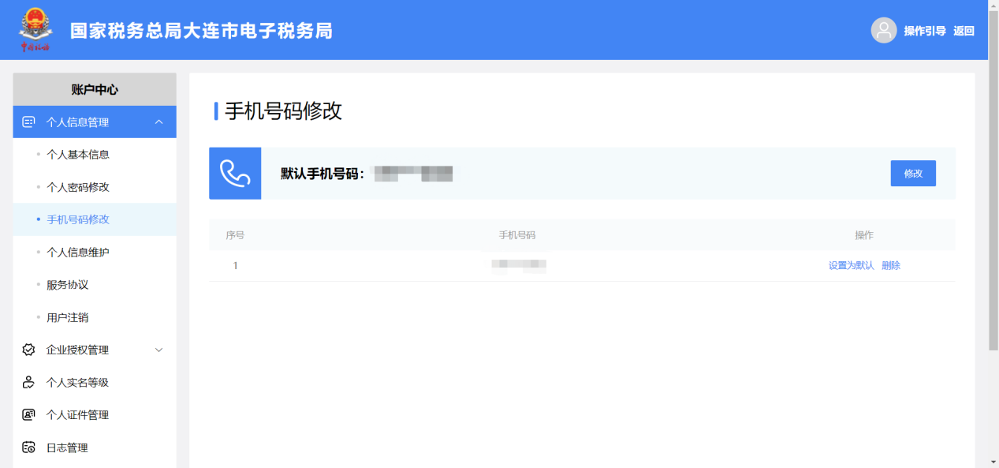 国家税务总局大连市电子税务局
操作引导 返回
账户中心
个人信息管理
个人基本信息
个人密码修改
手机号码修改
个人信息维护
服务协议
用户注销
企业授权管理
个人实名等级
个人证件管理
日志管理
手机号码修改
默认手机号码：
修改
序号 手机号码 操作
1 设置为默认 删除